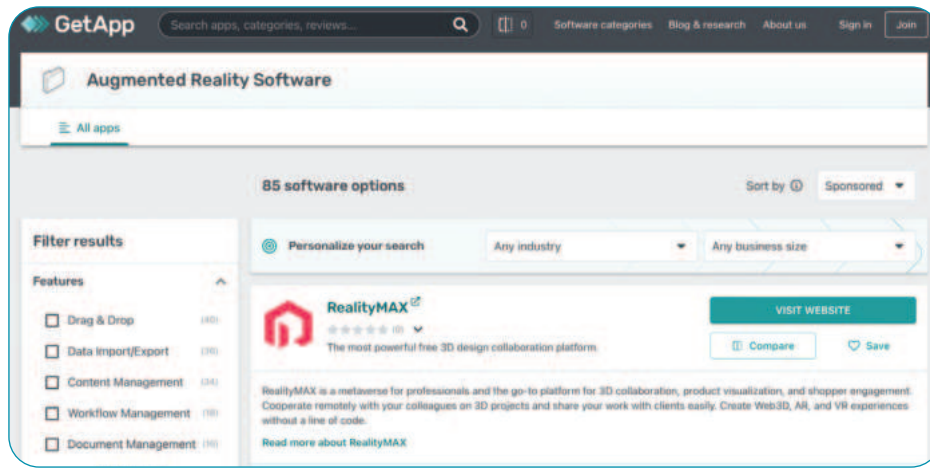 GetApp
Search apps, categories, reviews...
0
Software categories
Blog & research
About us
Sign in
Join
Augmented Reality Software
All apps
85 software options
Sort by
Sponsored
Filter results
Features
Drag & Drop
Data Import/Export
Content Management
Workflow Management
Document Management
Personalize your search
Any industry
Any business size
RealityMAX
(0)
The most powerful free 3D design collaboration platform
VISIT WEBSITE
Compare
Save
RealityMAX is a metaverse for professionals and the go-to platform for 3D collaboration, product visualization, and shopper engagement.
Cooperate remotely with your colleagues on 3D projects and share your work with clients easily. Create Web3D, AR, and VR experiences
without a line of code.
Read more about RealityMAX